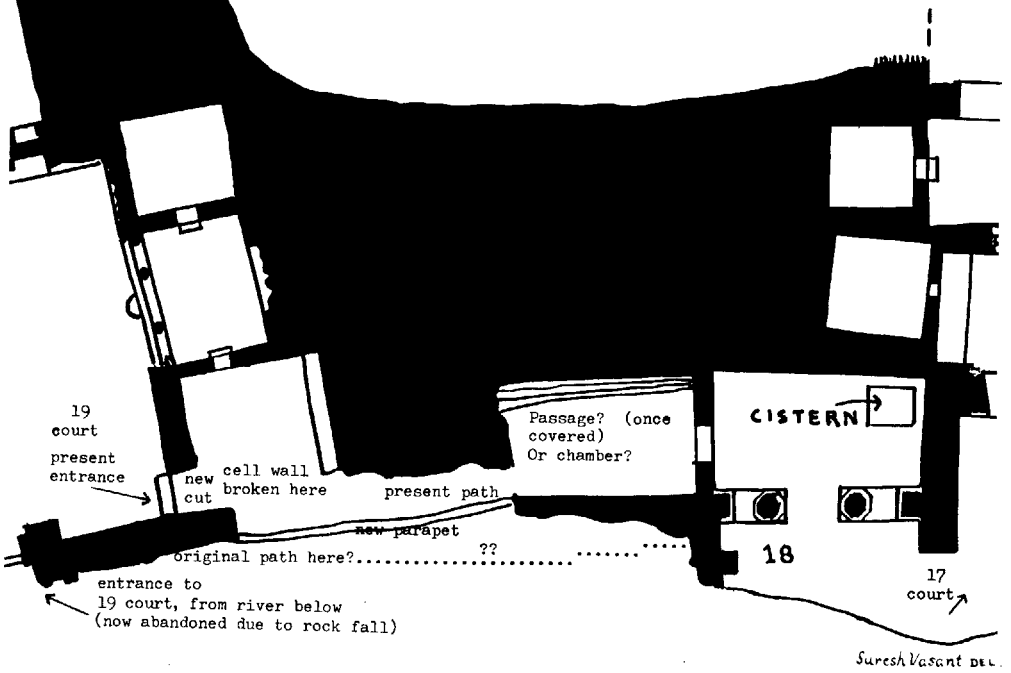 19
court
present
entrance
new
cut
cell wall
broken here
present path
Passage? (once
covered)
Or chamber?
CISTERN
new parapet
original path here?
??
entrance to
19 court, from river below
(now abandoned due to rock fall)
18
17
court
Suresh Vasant DEL.